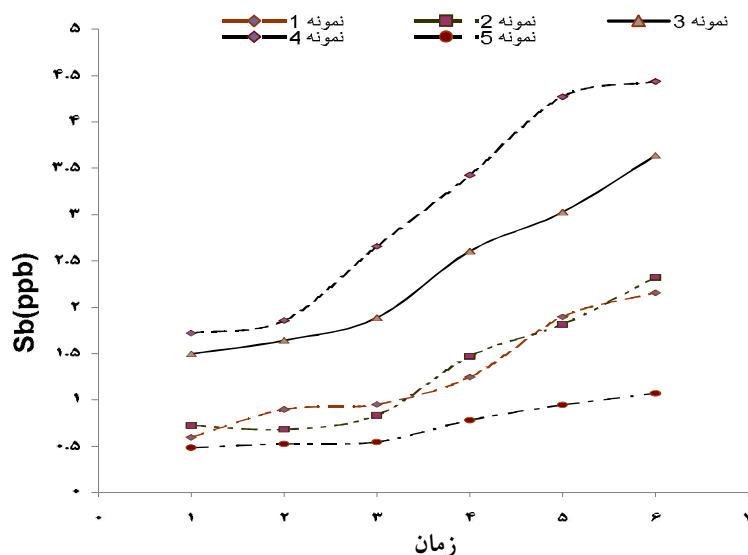 نمونه 1 نمونه 2 نمونه 3
نمونه 4 نمونه 5
۵
۴.۵
۴
۳.۵
۳
۲.۵
۲
۱.۵
۱
۰.۵
۰
Sb(ppb)
۰ ۱ ۲ ۳ ۴ ۵ ۶ ۷
زمان